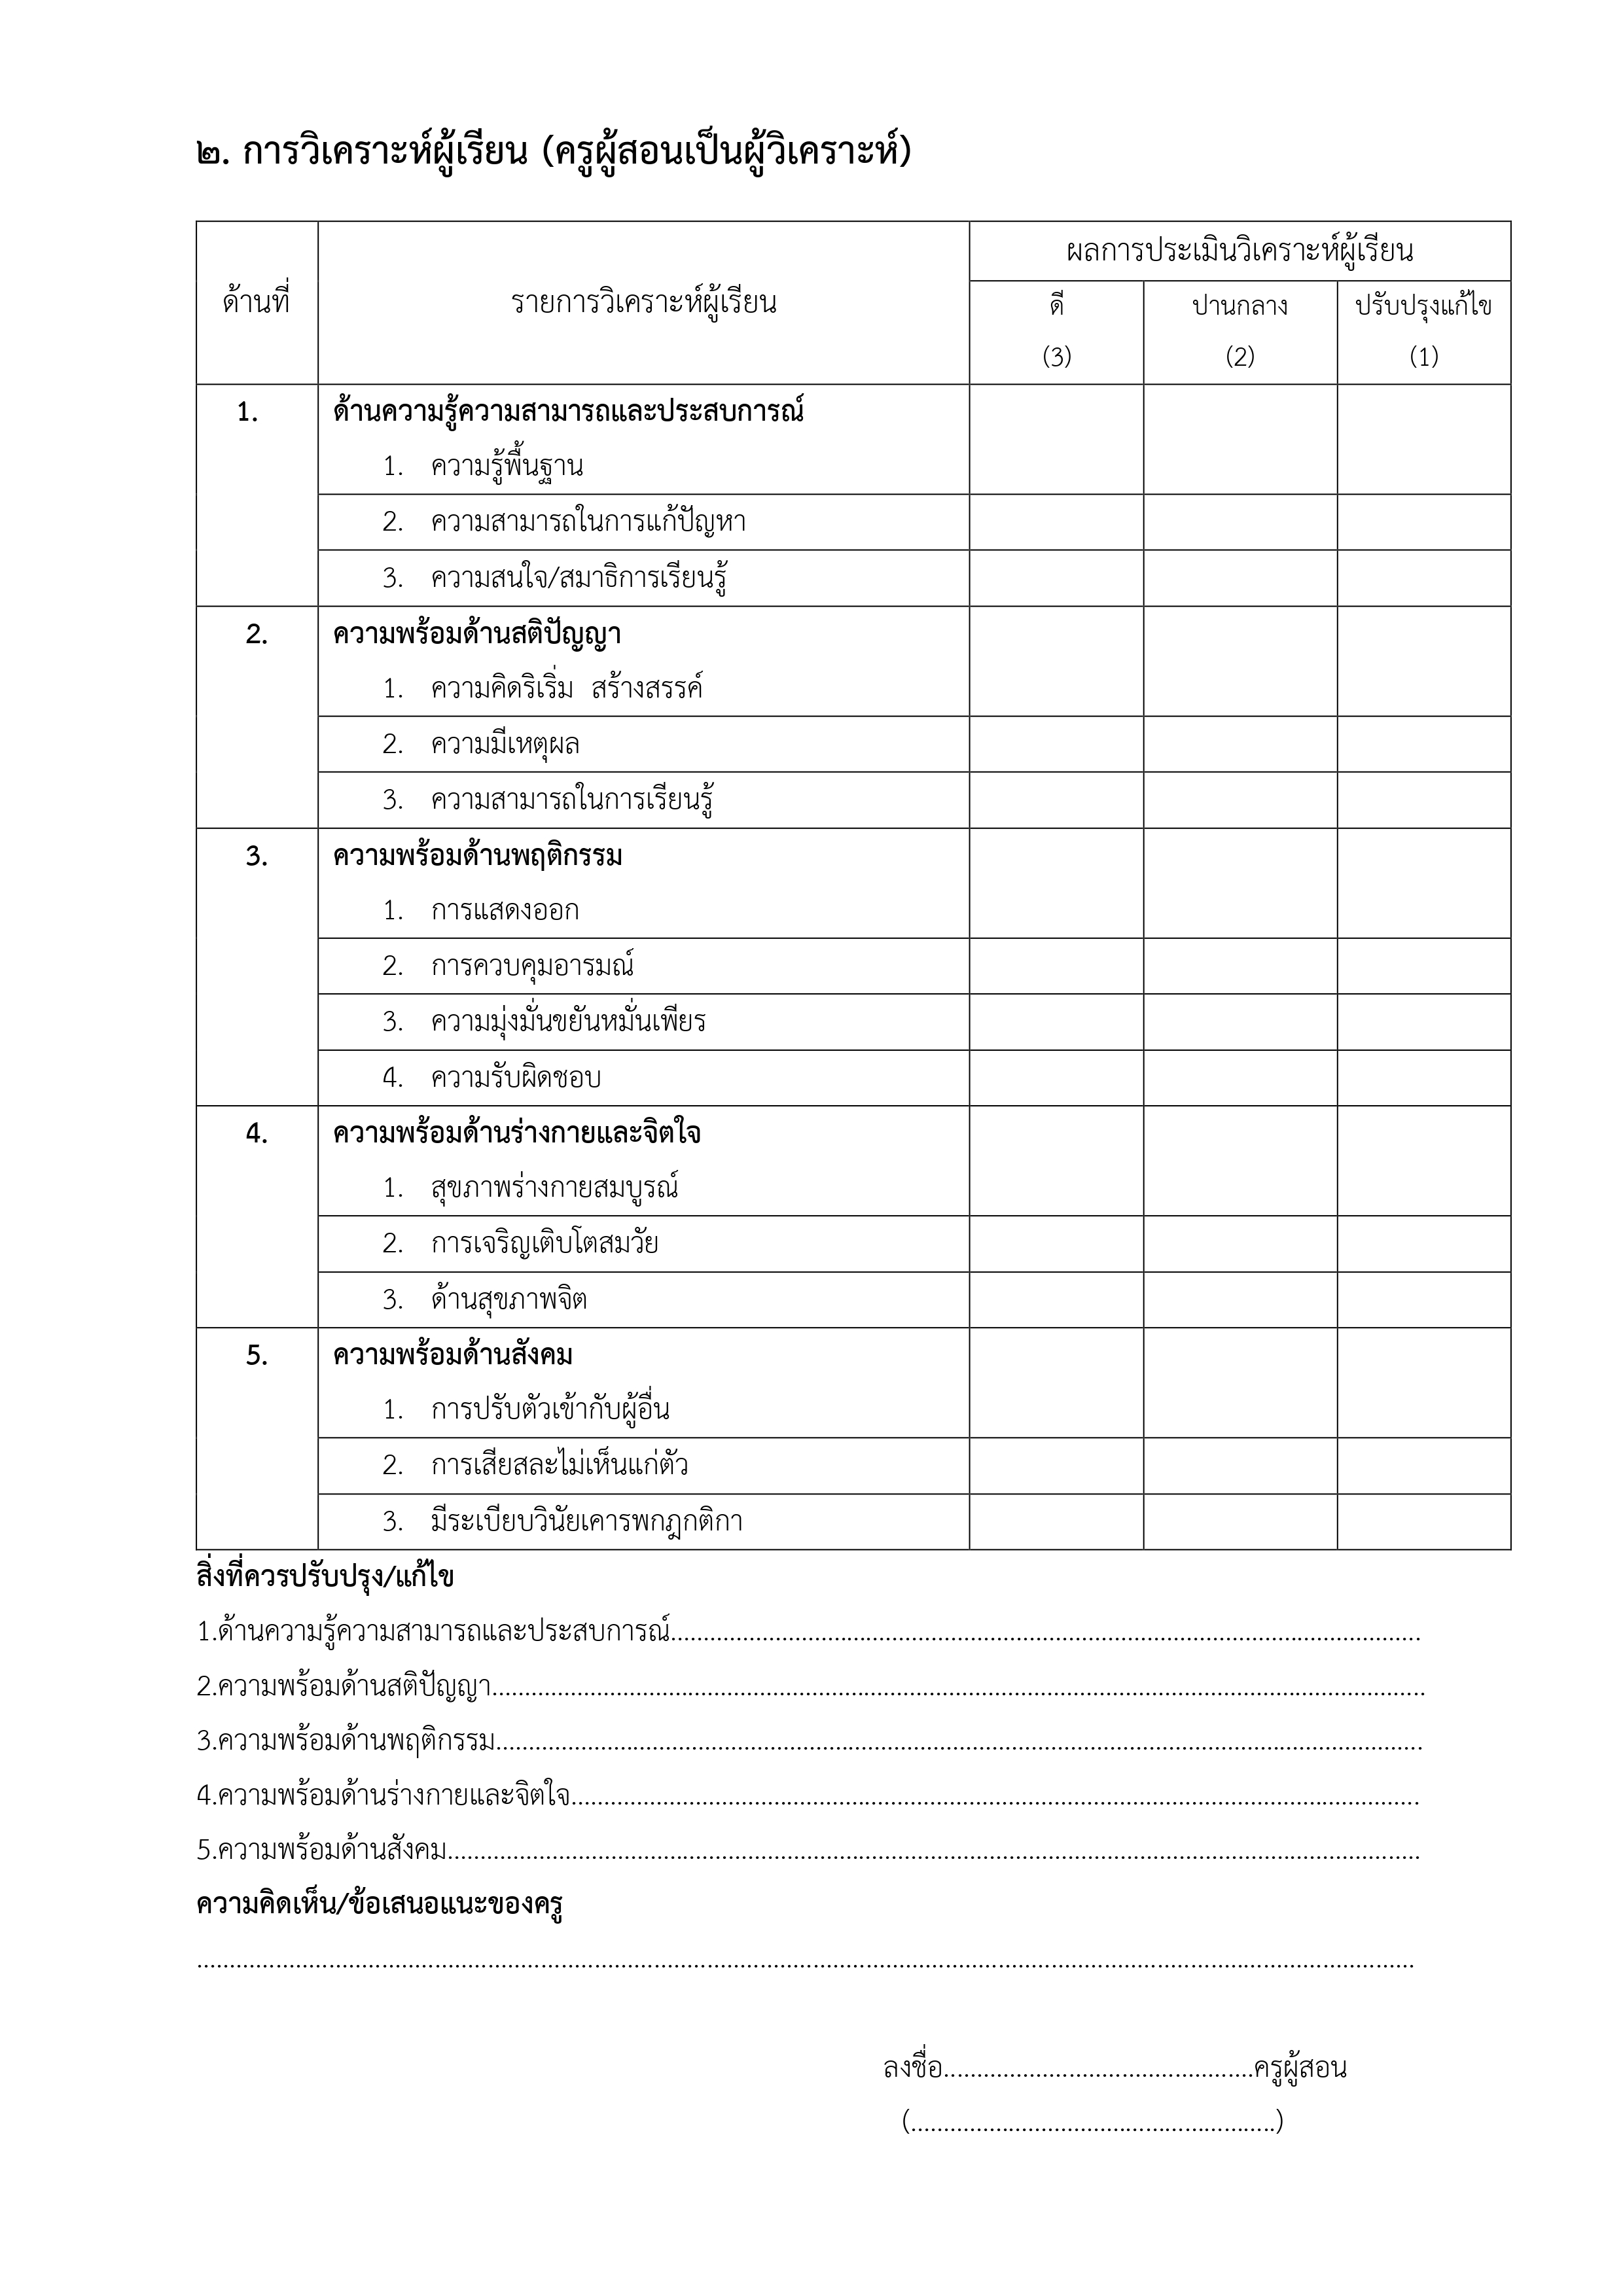 ๒. การวิเคราะห์ผู้เรียน (ครูผู้สอนเป็นผู้วิเคราะห์)
ด้านที่
รายการวิเคราะห์ผู้เรียน
ผลการประเมินวิเคราะห์ผู้เรียน
ดี
(3)
ปานกลาง
(2)
ปรับปรุงแก้ไข
(1)
1. ด้านความรู้ความสามารถและประสบการณ์
1. ความรู้พื้นฐาน
2. ความสามารถในการแก้ปัญหา
3. ความสนใจ/สมาธิการเรียนรู้
2. ความพร้อมด้านสติปัญญา
1. ความคิดริเริ่ม สร้างสรรค์
2. ความมีเหตุผล
3. ความสามารถในการเรียนรู้
3. ความพร้อมด้านพฤติกรรม
1. การแสดงออก
2. การควบคุมอารมณ์
3. ความมุ่งมั่นขยันหมั่นเพียร
4. ความรับผิดชอบ
4. ความพร้อมด้านร่างกายและจิตใจ
1. สุขภาพร่างกายสมบูรณ์
2. การเจริญเติบโตสมวัย
3. ด้านสุขภาพจิต
5. ความพร้อมด้านสังคม
1. การปรับตัวเข้ากับผู้อื่น
2. การเสียสละไม่เห็นแก่ตัว
3. มีระเบียบวินัยเคารพกฎกติกา
สิ่งที่ควรปรับปรุง/แก้ไข
1.ด้านความรู้ความสามารถและประสบการณ์....................................................................................................................
2.ความพร้อมด้านสติปัญญา................................................................................................................................................
3.ความพร้อมด้านพฤติกรรม...............................................................................................................................................
4.ความพร้อมด้านร่างกายและจิตใจ...................................................................................................................................
5.ความพร้อมด้านสังคม......................................................................................................................................................
ความคิดเห็น/ข้อเสนอแนะของครู
............................................................................................................................................................................................
ลงชื่อ................................................ครูผู้สอน
(........................................................)